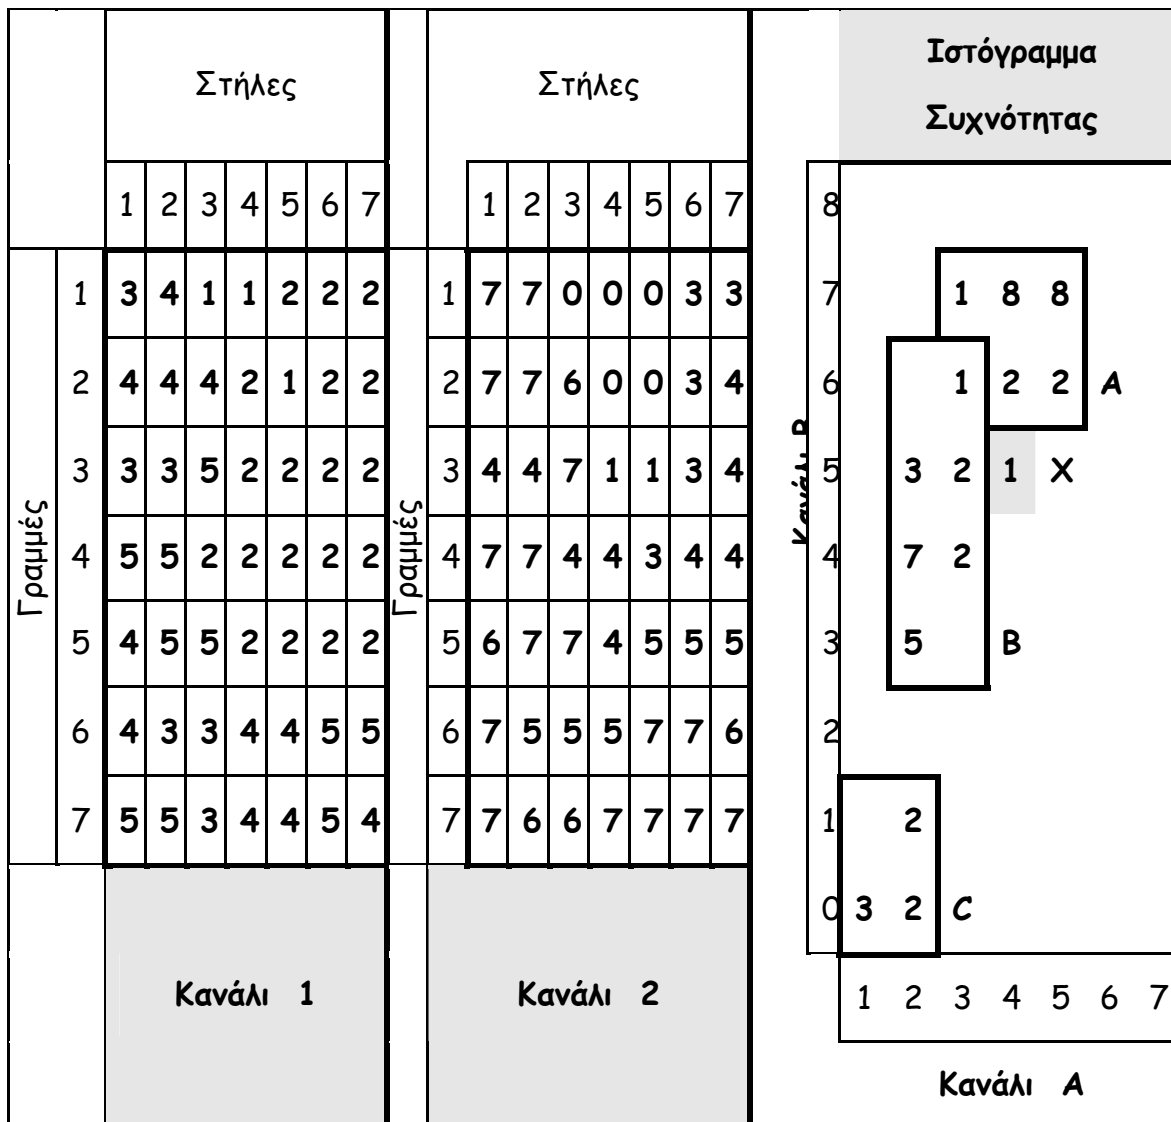 Στήλες Στήλες Ιστόγραμμα
Συχνότητας
1 2 3 4 5 6 7 1 2 3 4 5 6 7 8
Γραμμές 1 3 4 1 1 2 2 2 Γραμμές 1 7 7 0 0 0 3 3 Κανάλι B 7 1 8 8
2 4 4 4 2 1 2 2 2 7 7 6 0 0 3 4 6 1 2 2 A
3 3 3 5 2 2 2 2 3 4 4 7 1 1 3 4 5 3 2 1 X
4 5 5 2 2 2 2 2 4 7 7 4 4 3 4 4 4 7 2
5 4 5 5 2 2 2 2 5 6 7 7 4 5 5 5 3 5 B
6 4 3 3 4 4 5 5 6 7 5 5 5 7 7 6 2
7 5 5 3 4 4 5 4 7 7 6 6 7 7 7 7 1 2
0 3 2 C
Κανάλι 1 Κανάλι 2 1 2 3 4 5 6 7
Κανάλι A